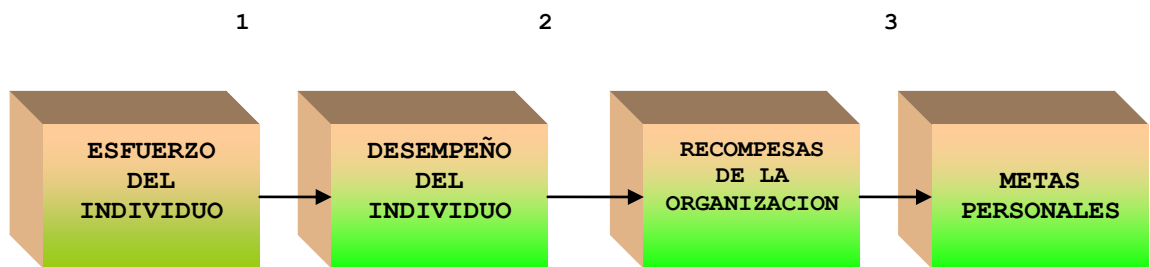 1 2 3
ESFUERZO
DEL
INDIVIDUO
DESEMPEÑO
DEL
INDIVIDUO
RECOMPESAS
DE LA
ORGANIZACION
METAS
PERSONALES